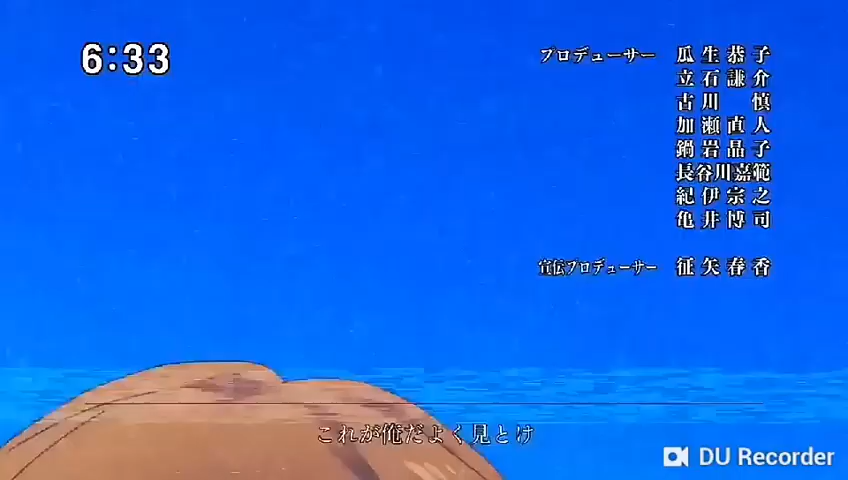 6:33
プロデューサー 瓜生恭子
立石謙介
古川 慎
加瀬直人
鍋岩晶子
長谷川嘉範
紀伊宗之
亀井博司
宣伝プロデューサー 征矢春香
これが俺だよく見とけ
DU Recorder